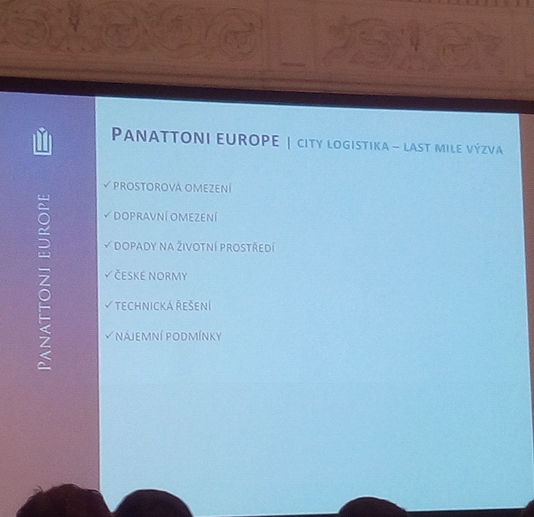 PANATTONI EUROPE | CITY LOGISTIKA – LAST MILE VÝZVA
✓PROSTOROVÁ OMEZENÍ
✓DOPRAVNÍ OMEZENÍ
✓DOPADY NA ŽIVOTNÍ PROSTŘEDÍ
✓ČESKÉ NORMY
✓TECHNICKÁ ŘEŠENÍ
✓NÁJEMNÍ PODMÍNKY
PANATTONI EUROPE